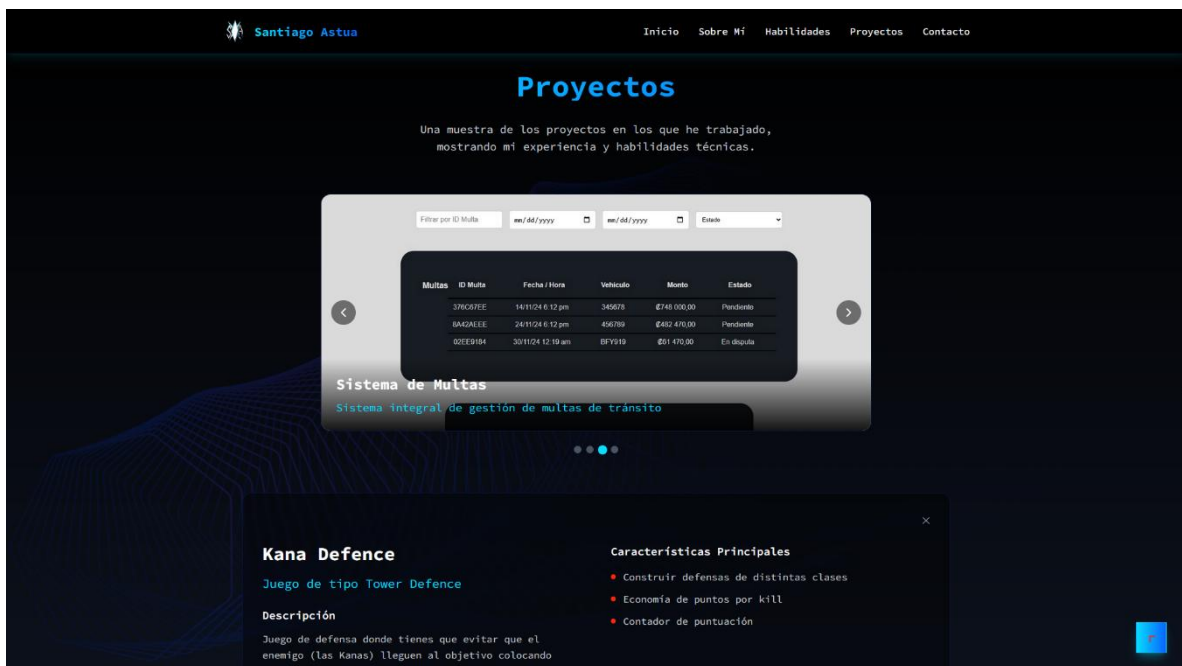 Santiago Astua
Inicio Sobre Mí Habilidades Proyectos Contacto
Proyectos
Una muestra de los proyectos en los que he trabajado,
mostrando mi experiencia y habilidades técnicas.
Filtrar por ID Multa mm/dd/yyyy mm/dd/yyyy Estado
Multas ID Multa Fecha / Hora Vehículo Monto Estado
376C67EE 14/11/24 6:12 pm 345678 ₡748 000,00 Pendiente
8A42AEEE 24/11/24 6:12 pm 456789 ₡482 470,00 Pendiente
02EE9184 30/11/24 12:19 am BFY919 ₡61 470,00 En disputa
Sistema de Multas
Sistema integral de gestión de multas de tránsito
Kana Defence
Juego de tipo Tower Defence
Descripción
Juego de defensa donde tienes que evitar que el
enemigo (las Kanas) lleguen al objetivo colocando
Características Principales
Construir defensas de distintas clases
Economía de puntos por kill
Contador de puntuación